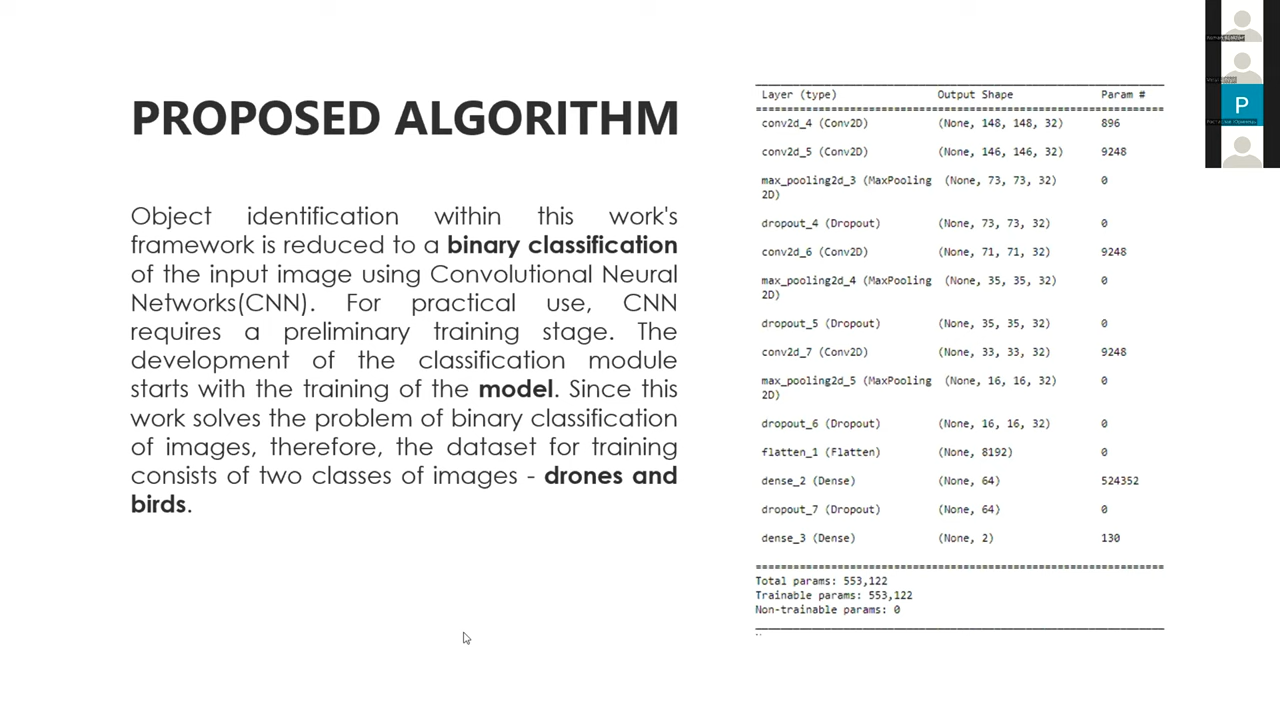 PROPOSED ALGORITHM
Object identification within this work's
framework is reduced to a binary classification
of the input image using Convolutional Neural
Networks(CNN). For practical use, CNN
requires a preliminary training stage. The
development of the classification module
starts with the training of the model. Since this
work solves the problem of binary classification
of images, therefore, the dataset for training
consists of two classes of images - drones and
birds.
Layer (type) Output Shape Param #
conv2d_4 (Conv2D) (None, 148, 148, 32) 896
conv2d_5 (Conv2D) (None, 146, 146, 32) 9248
max_pooling2d_3 (MaxPooling (None, 73, 73, 32) 0
2D)
dropout_4 (Dropout) (None, 73, 73, 32) 0
conv2d_6 (Conv2D) (None, 71, 71, 32) 9248
max_pooling2d_4 (MaxPooling (None, 35, 35, 32) 0
2D)
dropout_5 (Dropout) (None, 35, 35, 32) 0
conv2d_7 (Conv2D) (None, 33, 33, 32) 9248
max_pooling2d_5 (MaxPooling (None, 16, 16, 32) 0
2D)
dropout_6 (Dropout) (None, 16, 16, 32) 0
flatten_1 (Flatten) (None, 8192) 0
dense_2 (Dense) (None, 64) 524352
dropout_7 (Dropout) (None, 64) 0
dense_3 (Dense) (None, 2) 130
Total params: 553,122
Trainable params: 553,122
Non-trainable params: 0
P